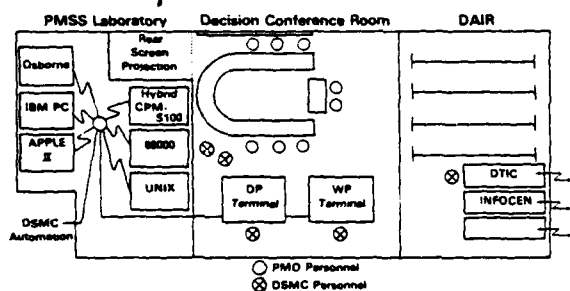 PMSS Laboratory
Decision Conference Room
DAIR
Rear
Screen
Projection
Osborne
IBM PC
APPLE
II
Hybrid
CPM-
S100
68000
UNIX
DSMC
Automation
DP
Terminal
WP
Terminal
DTIC
INFOCEN
PMO Personnel
DSMC Personnel